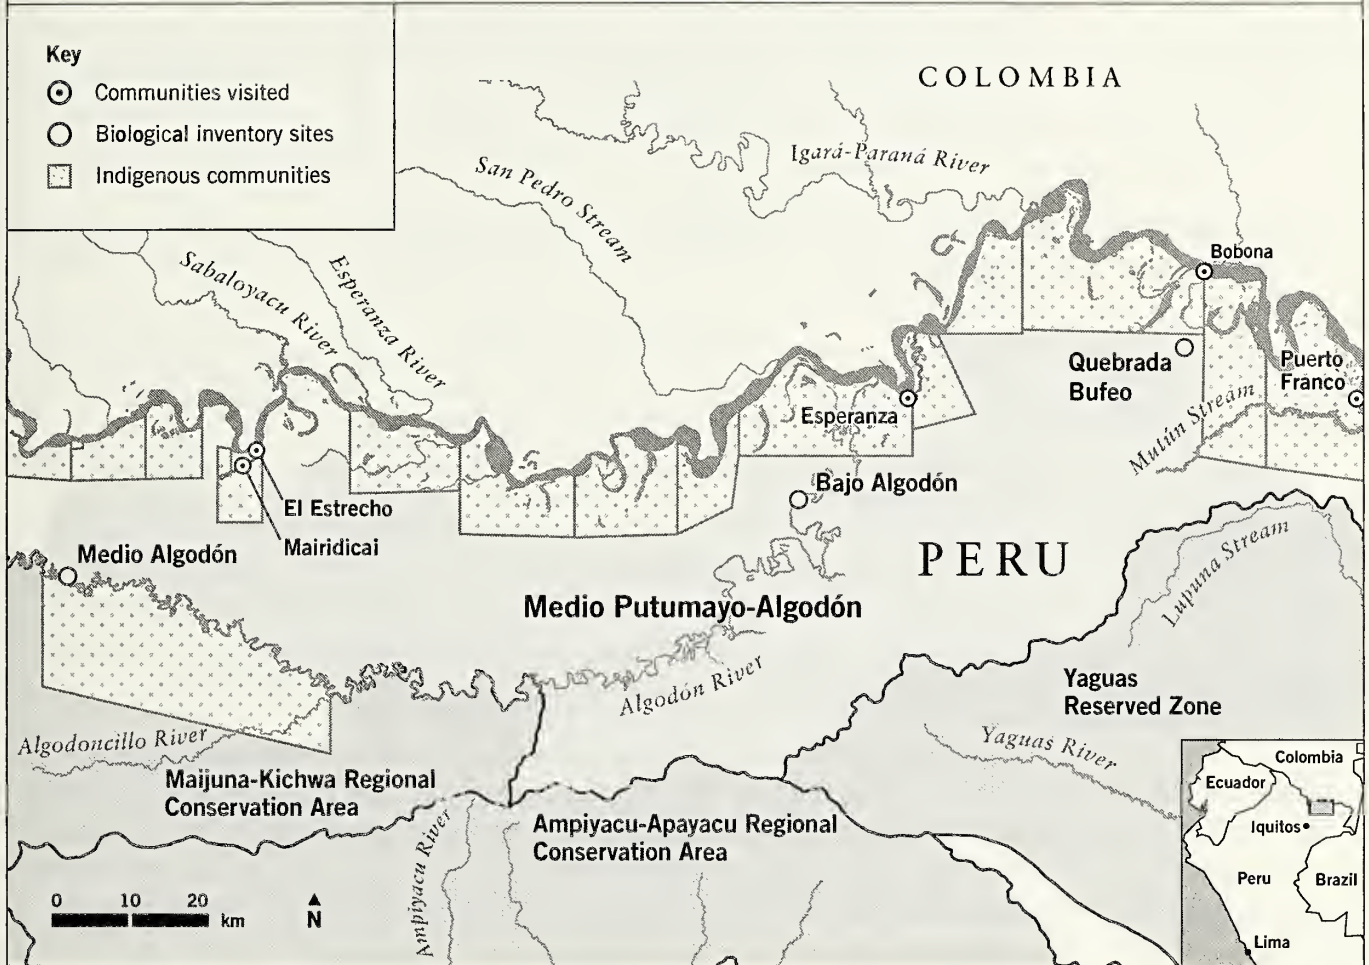 Key
Communities visited
Biological inventory sites
Indigenous communities
COLOMBIA
Igará-Paraná River
San Pedro Stream
Sabaloyacu River
Esperanza River
Bobona
Quebrada
Bufeo
Puerto
Franco
Mulún Stream
Esperanza
Bajo Algodón
El Estrecho
Mairidicai
Medio Algodón
PERU
Medio Putumayo-Algodón
Lupuna Stream
Algodón River
Yaguas
Reserved Zone
Yaguas River
Algodoncillo River
Maijuna-Kichwa Regional
Conservation Area
Ampiyacu-Apayacu Regional
Conservation Area
Ampiyacu River
0 10 20
km
N
Colombia
Ecuador
Iquitos
Peru
Brazil
Lima